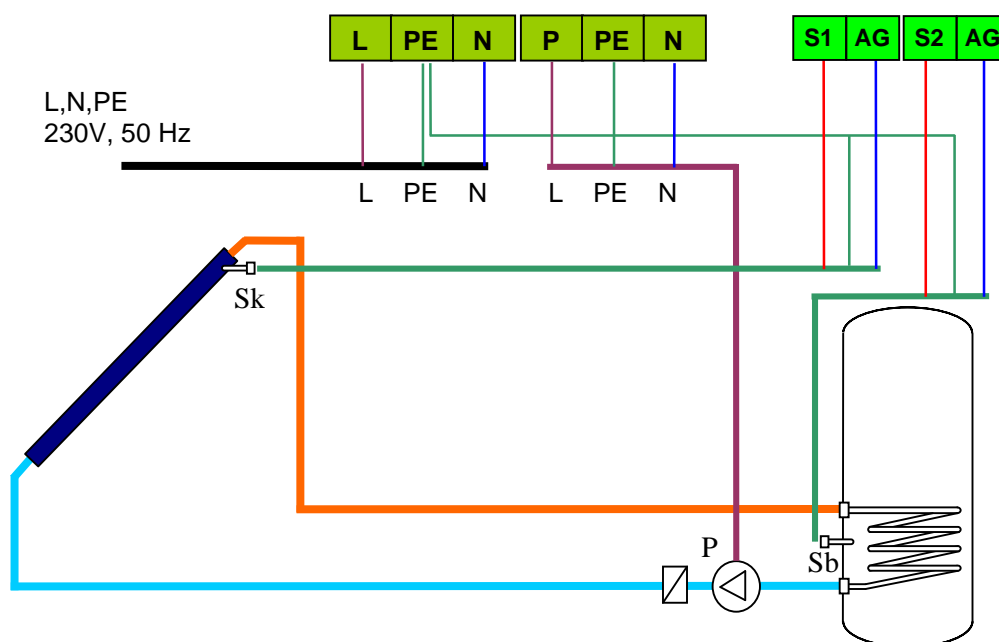 L PE N P PE N S1 AG S2 AG
L,N,PE
230V, 50 Hz
L PE N L PE N
Sk
P
Sb